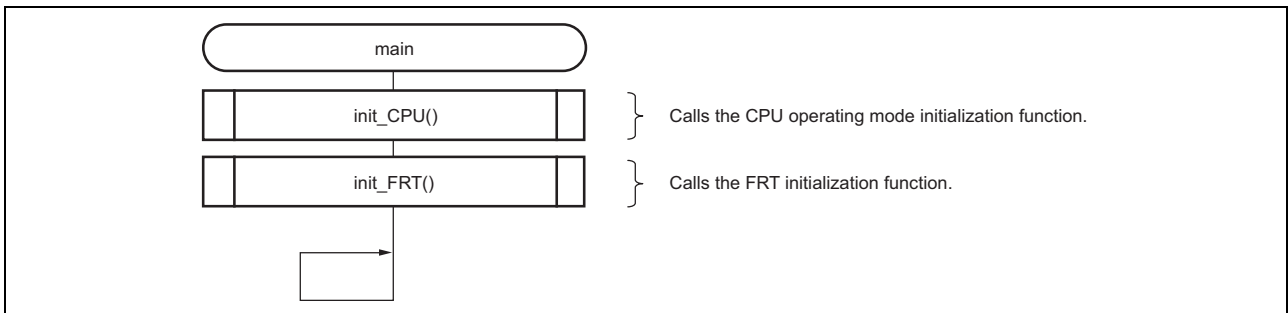 main
init_CPU()
Calls the CPU operating mode initialization function.
init_FRT()
Calls the FRT initialization function.